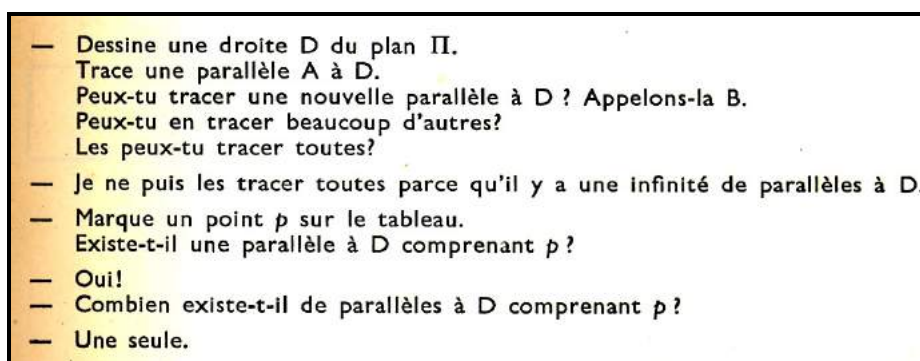 — Dessine une droite D du plan Π.
Trace une parallèle A à D.
Peux-tu tracer une nouvelle parallèle à D ? Appelons-la B.
Peux-tu en tracer beaucoup d'autres?
Les peux-tu tracer toutes?
— Je ne puis les tracer toutes parce qu'il y a une infinité de parallèles à D.
— Marque un point p sur le tableau.
Existe-t-il une parallèle à D comprenant p ?
— Oui!
— Combien existe-t-il de parallèles à D comprenant p ?
— Une seule.